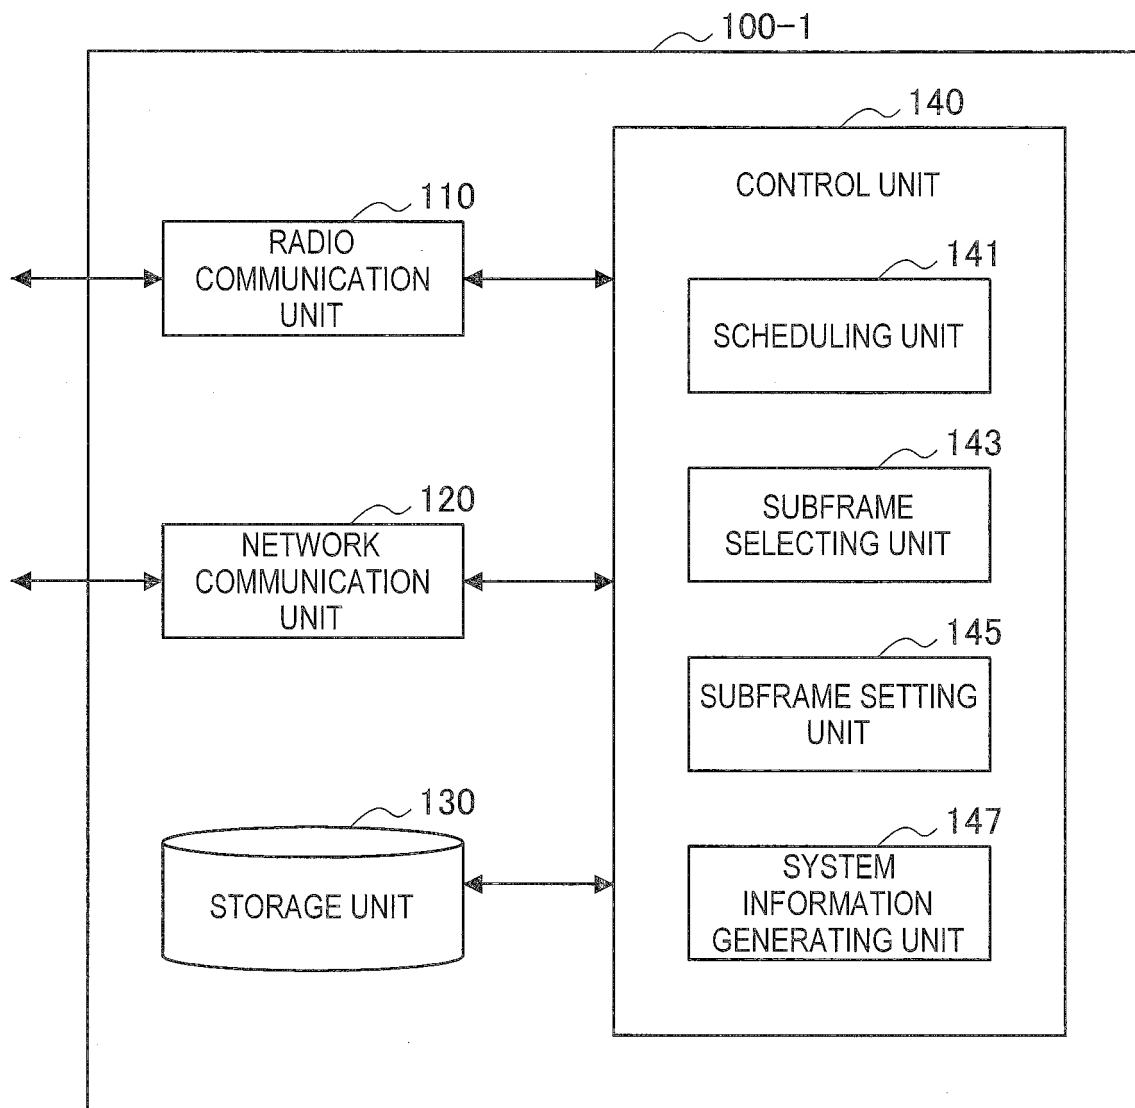 100-1
140
CONTROL UNIT
110
RADIO
COMMUNICATION
UNIT
141
SCHEDULING UNIT
143
SUBFRAME
SELECTING UNIT
120
NETWORK
COMMUNICATION
UNIT
145
SUBFRAME SETTING
UNIT
130
STORAGE UNIT
147
SYSTEM
INFORMATION
GENERATING UNIT